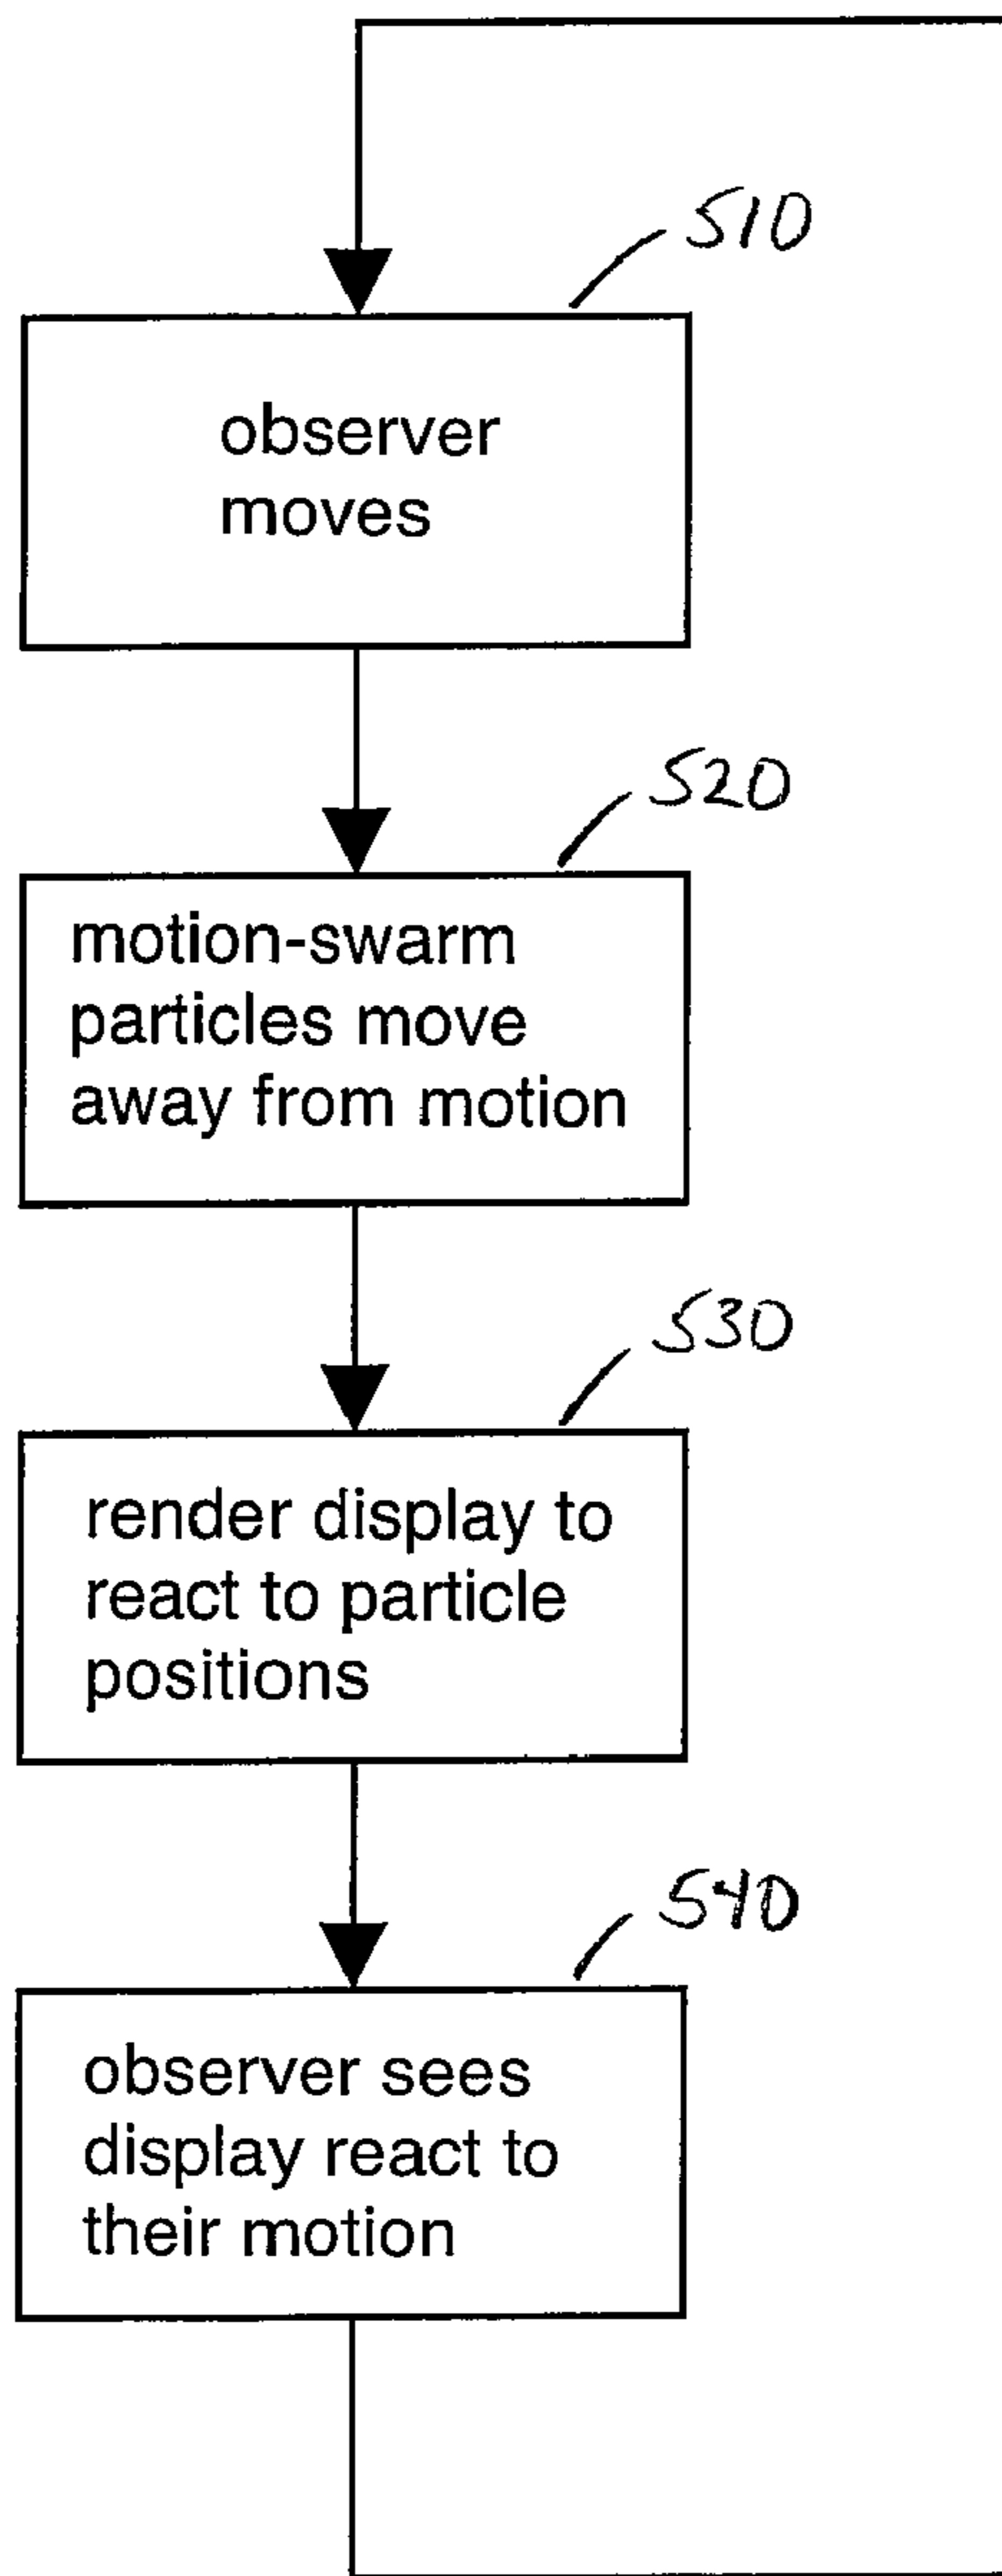 510
observer
moves
520
motion-swarm
particles move
away from motion
530
render display to
react to particle
positions
540
observer sees
display react to
their motion